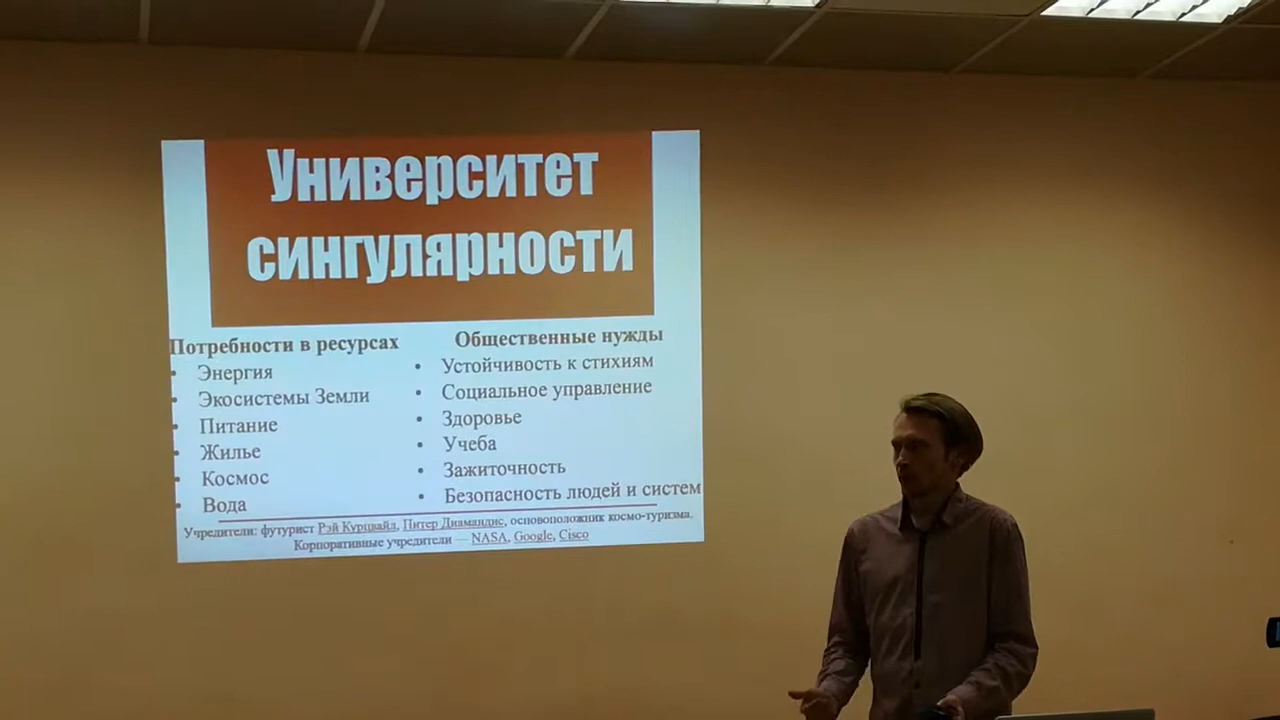 Университет
сингулярности
Потребности в ресурсах
• Энергия
• Экосистемы Земли
• Питание
• Жилье
• Космос
• Вода
Общественные нужды
• Устойчивость к стихиям
• Социальное управление
• Здоровье
• Учеба
• Зажиточность
• Безопасность людей и систем
Учредители: футурист Рэй Курцвайл, Питер Диамандис, основоположник космо-туризма.
Корпоративные учредители — NASA, Google, Cisco